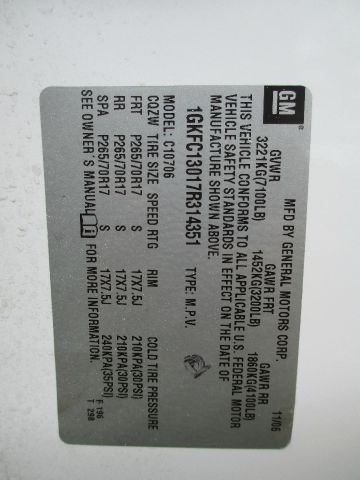 GM
MFD BY GENERAL MOTORS CORP. 11/06
GVWR GAWR FRT GAWR RR
3221KG(7100LB) 1452KG(3200LB) 1860KG(4100LB)
THIS VEHICLE CONFORMS TO ALL APPLICABLE U.S. FEDERAL MOTOR
VEHICLE SAFETY STANDARDS IN EFFECT ON THE DATE OF
MANUFACTURE SHOWN ABOVE.
1GKFC13017R314351 TYPE: M.P.V.
MODEL: C10706
CQZW TIRE SIZE SPEED RTG RIM COLD TIRE PRESSURE
FRT P265/70R17 S 17X7.5J 210KPA(30PSI)
RR P265/70R17 S 17X7.5J 210KPA(30PSI)
SPA P265/70R17 S 17X7.5J 240KPA(35PSI)
SEE OWNER'S MANUAL FOR MORE INFORMATION. F 196
T 298